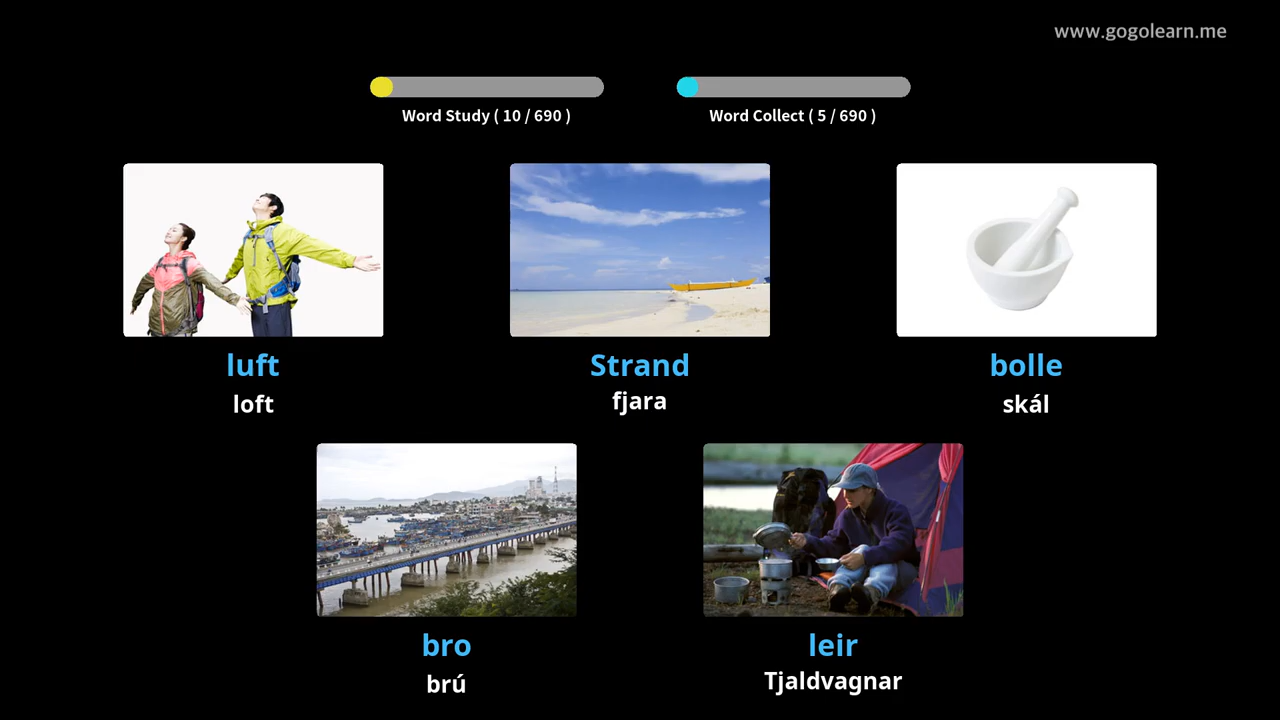 www.gogolearn.me
Word Study ( 10 / 690 )
Word Collect ( 5 / 690 )
luft
loft
Strand
fjara
bolle
skál
bro
brú
leir
Tjaldvagnar